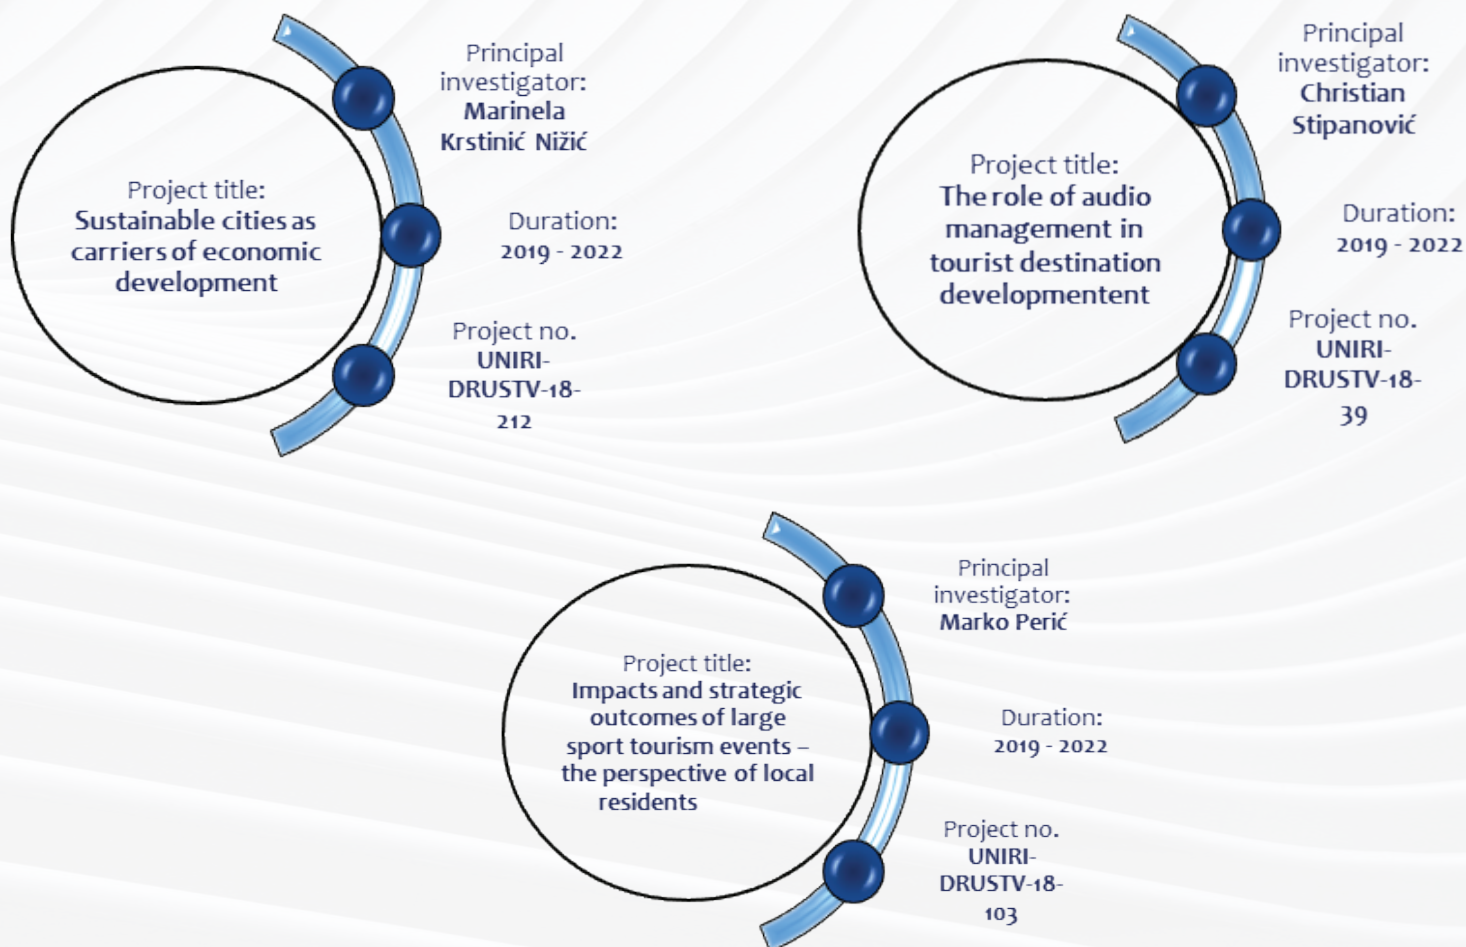 Project title:
Sustainable cities as
carriers of economic
development
Principal
investigator:
Marinela
Krstinić Nižić
Duration:
2019 - 2022
Project no.
UNIRI-
DRUSTV-18-
212
Project title:
The role of audio
management in
tourist destination
developmentent
Principal
investigator:
Christian
Stipanović
Duration:
2019 - 2022
Project no.
UNIRI-
DRUSTV-18-
39
Project title:
Impacts and strategic
outcomes of large
sport tourism events –
the perspective of local
residents
Principal
investigator:
Marko Perić
Duration:
2019 - 2022
Project no.
UNIRI-
DRUSTV-18-
103